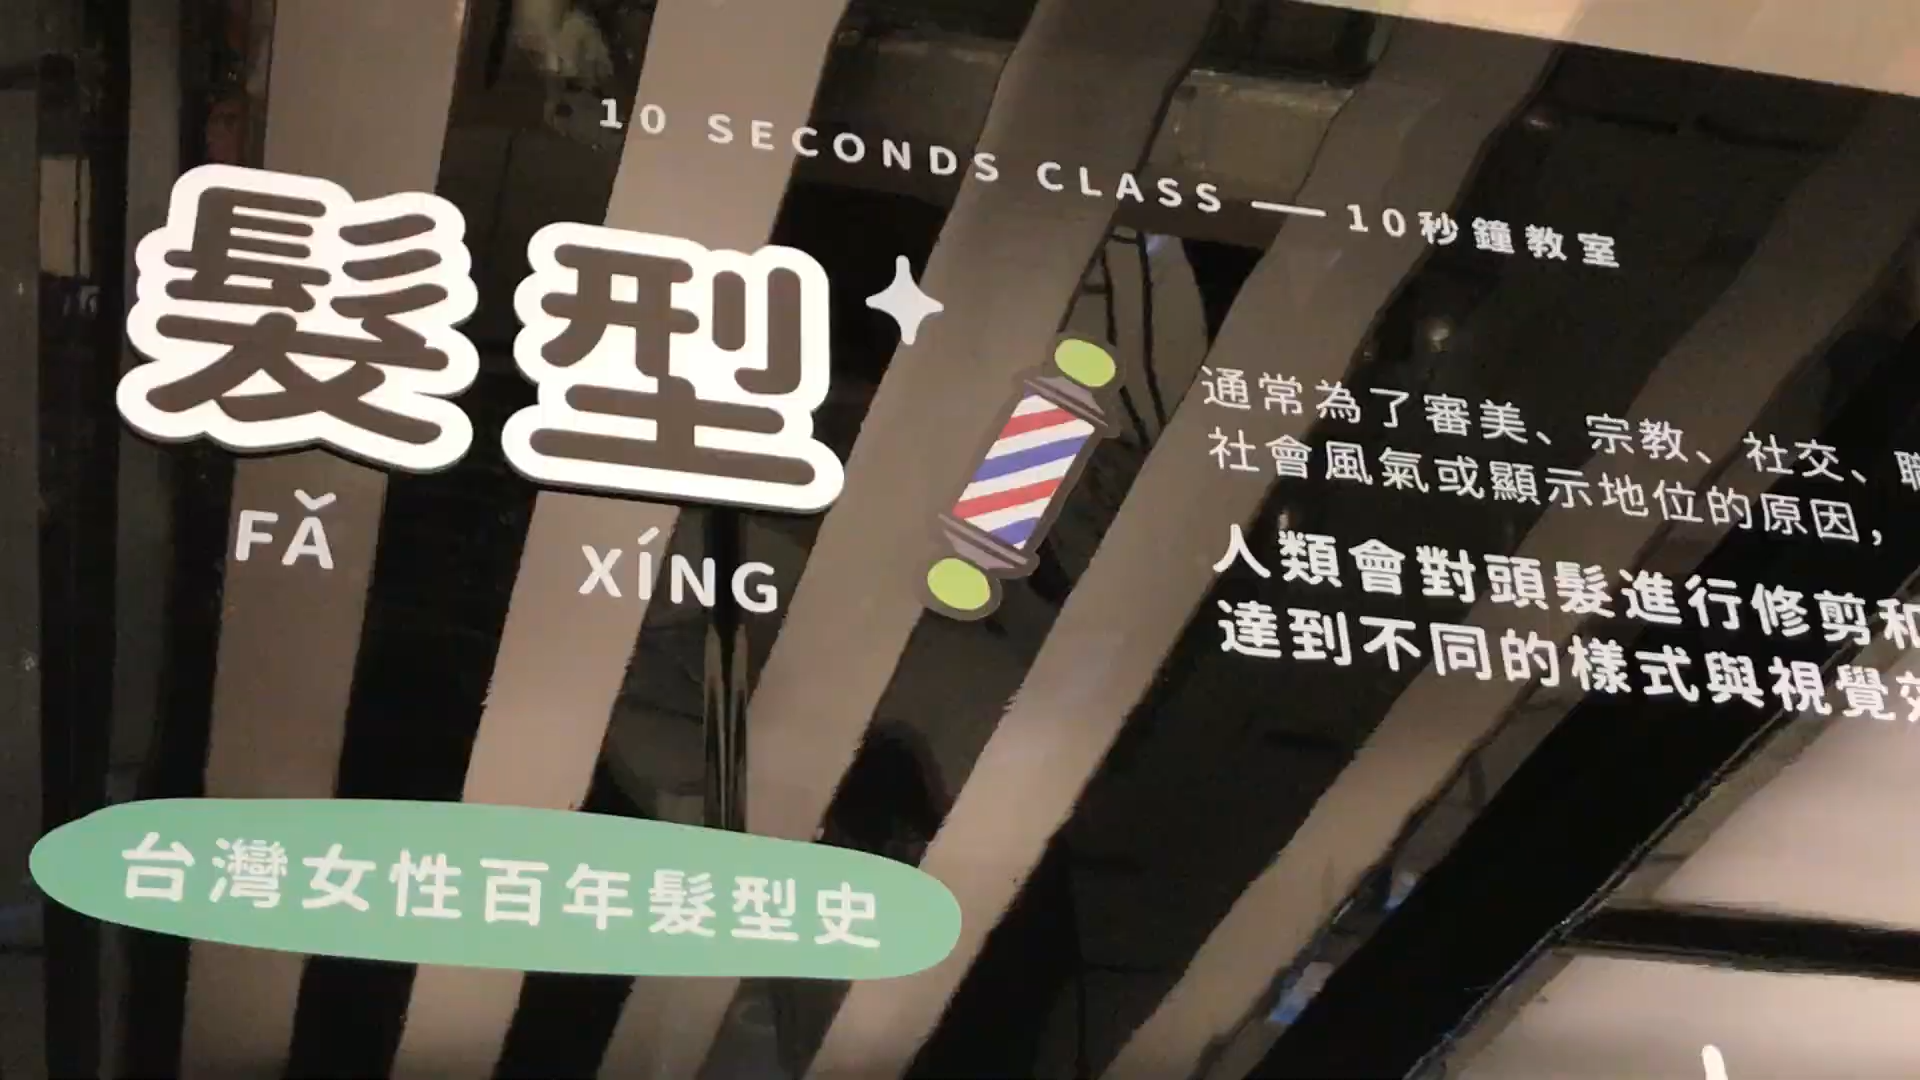 10 SECONDS CLASS — 10秒鐘教室
髮型
FǍ XÍNG
通常為了審美、宗教、社交、職
社會風氣或顯示地位的原因，
人類會對頭髮進行修剪和
達到不同的樣式與視覺效
台灣女性百年髮型史